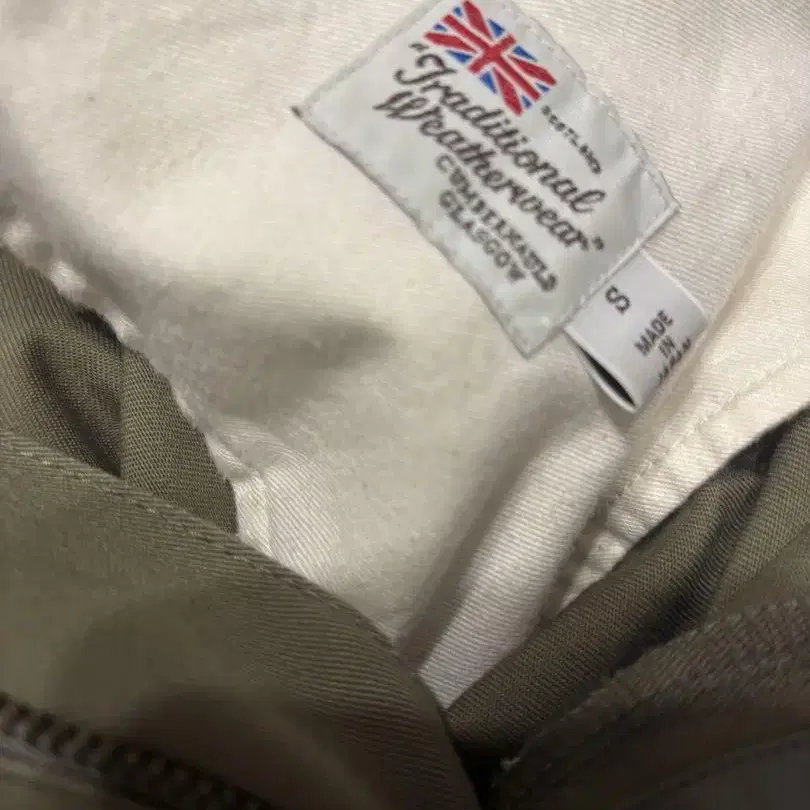 SCOTLAND
"Traditional
Weatherwear"
CUMBERNAULD
GLASGOW
S
MADE
IN
JAPAN